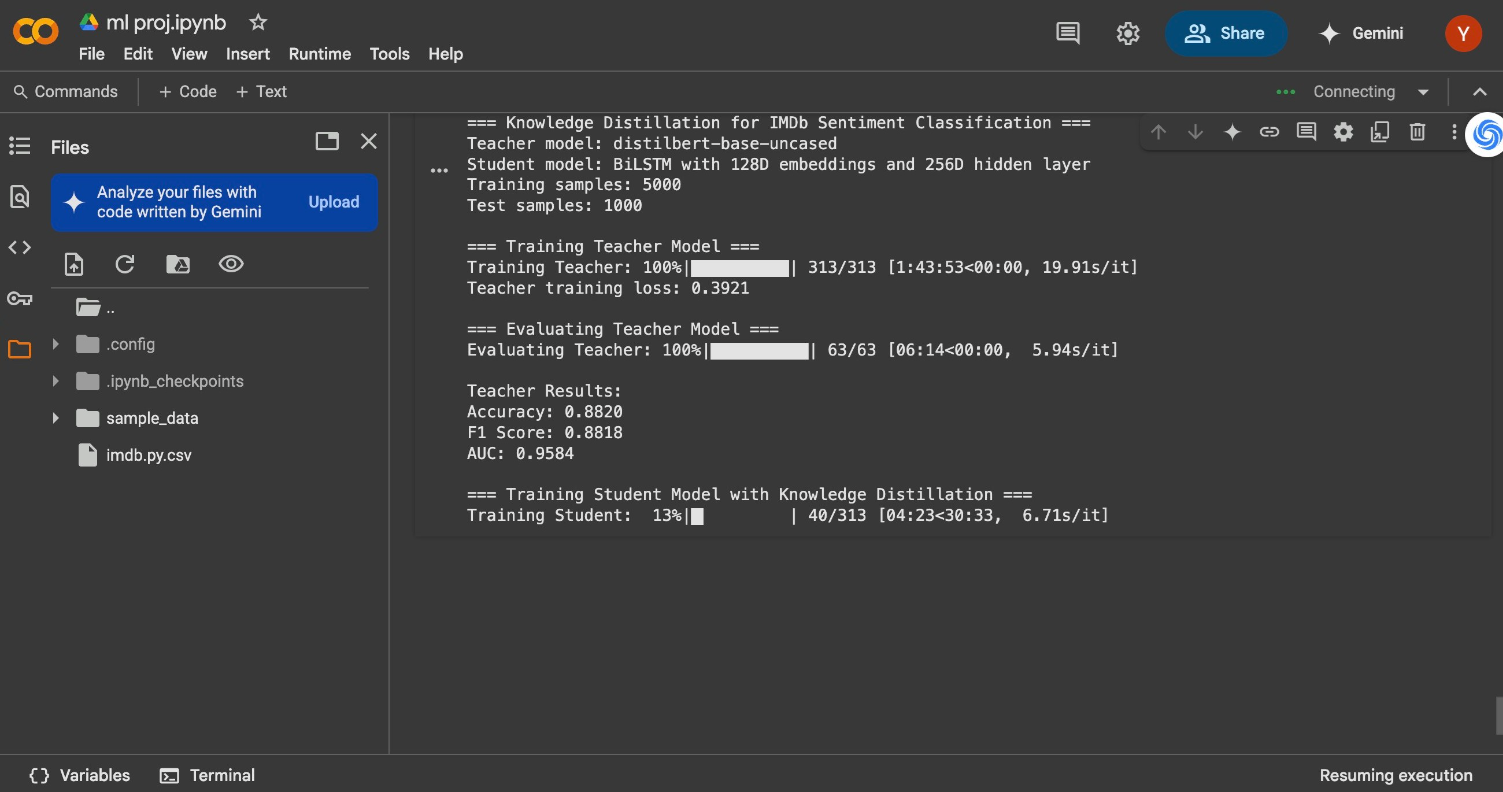 ml proj.ipynb
File Edit View Insert Runtime Tools Help
Share
Gemini
Y
Commands + Code + Text
Connecting
Files
Analyze your files with
code written by Gemini
Upload
..
.config
.ipynb_checkpoints
sample_data
imdb.py.csv
=== Knowledge Distillation for IMDb Sentiment Classification ===
Teacher model: distilbert-base-uncased
Student model: BiLSTM with 128D embeddings and 256D hidden layer
Training samples: 5000
Test samples: 1000
=== Training Teacher Model ===
Training Teacher: 100%|██████████| 313/313 [1:43:53<00:00, 19.91s/it]
Teacher training loss: 0.3921
=== Evaluating Teacher Model ===
Evaluating Teacher: 100%|██████████| 63/63 [06:14<00:00,  5.94s/it]
Teacher Results:
Accuracy: 0.8820
F1 Score: 0.8818
AUC: 0.9584
=== Training Student Model with Knowledge Distillation ===
Training Student:  13%|█         | 40/313 [04:23<30:33,  6.71s/it]
{} Variables
Terminal
Resuming execution